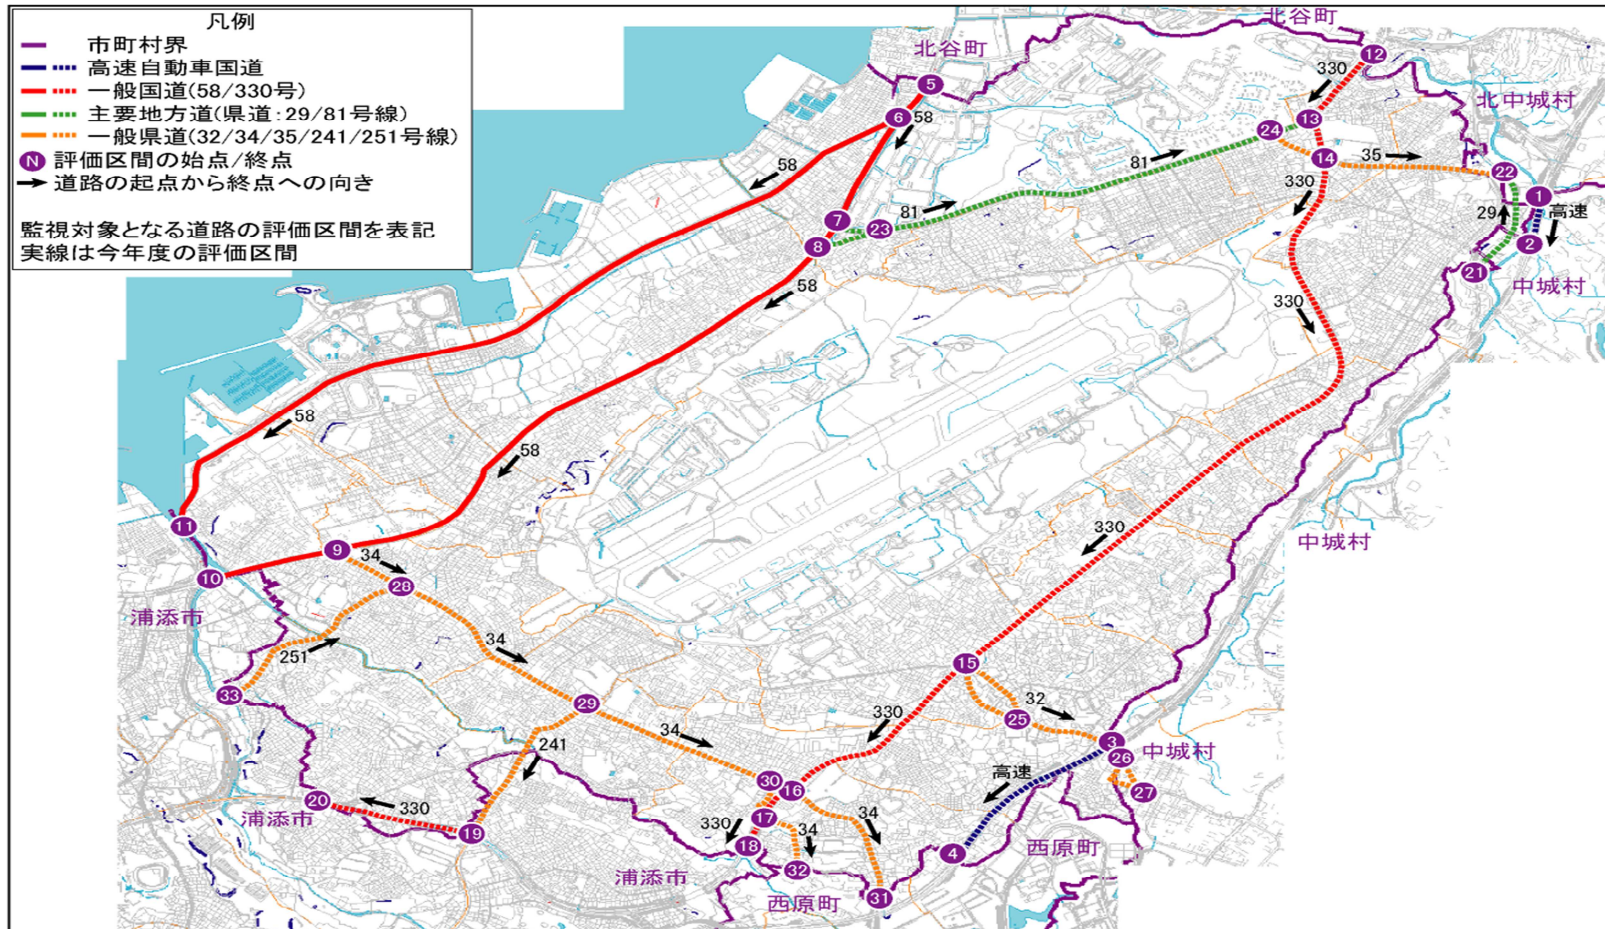 凡例
市町村界
高速自動車国道
一般国道(58/330号)
主要地方道(県道:29/81号線)
一般県道(32/34/35/241/251号線)
N 評価区間の始点/終点
道路の起点から終点への向き
監視対象となる道路の評価区間を表記
実線は今年度の評価区間
北谷町
北谷町
12
330
5
北中城村
6
58
13
24
14
35
81
22
58
330
1
29
高速
7
81
23
8
2
21
中城村
58
330
58
58
11
330
中城村
9
34
10
28
浦添市
34
251
15
33
32
29
25
330
34
241
3
中城村
26
高速
30
16
27
20
330
浦添市
330
17
34
34
19
18
4
西原町
浦添市
32
31
西原町